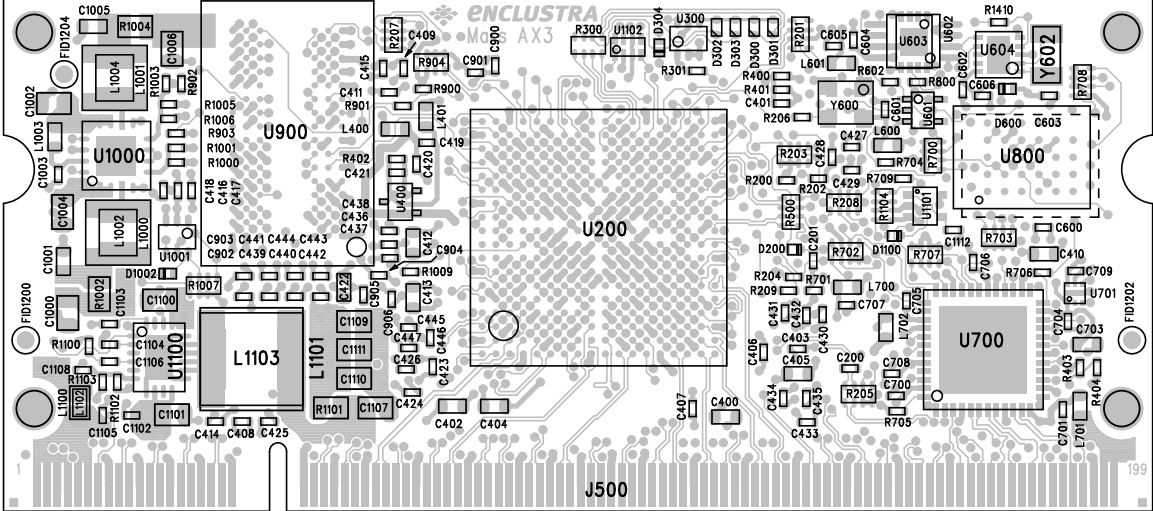 C1005
R1004
FID1204
L1004
L1001
C1006
R1003
R902
C1002
L1003
C1003
U1000
R1005
R1006
R903
R1001
R1000
C418
C416
C417
C1004
L1002
L1000
U1001
C1001
D1002
FID1200
R1002
C1103
C1100
R1007
C1000
R1100
C1104
C1106
U1100
C1108
R1103
L1100
L1102
R1102
C1105
C1102
C1101
U900
C903 C441 C444 C443
C902 C439 C440 C442
L1103
L1101
C414 C408 C425
C422
C905
C1109
C1111
C1110
R1101
C1107
R207
C409
enclustra
Mars AX3
C415
R904
C411
R901
R900
L400
L401
C419
R402
C421
C420
U400
C438
C436
C437
C412
C904
R1009
C413
C906
C445
C447
C446
C426
C423
C424
C402
C404
C901
C900
U200
R300
U1102
D304
U300
R301
D302
D303
D300
D301
R201
R400
R401
C401
R206
C605
C604
L601
R602
Y600
C601
U601
U603
U602
R800
R1410
U604
C602
C606
Y602
R708
C427
L600
R203
C428
R704
R700
R200
R202
C429
R709
R500
R208
R1104
U1101
D600 C603
U800
D200
C201
R702
D1100
R707
C1112
R703
C600
C706
C410
R706
C709
R204
R209
R701
L700
C707
C705
C431
C432
C430
L702
U700
U701
C704
C703
C406
C403
C405
C200
C708
C700
R205
R705
C434
C435
C433
C407
C400
R403
R404
C701
L701
FID1202
1
199
J500